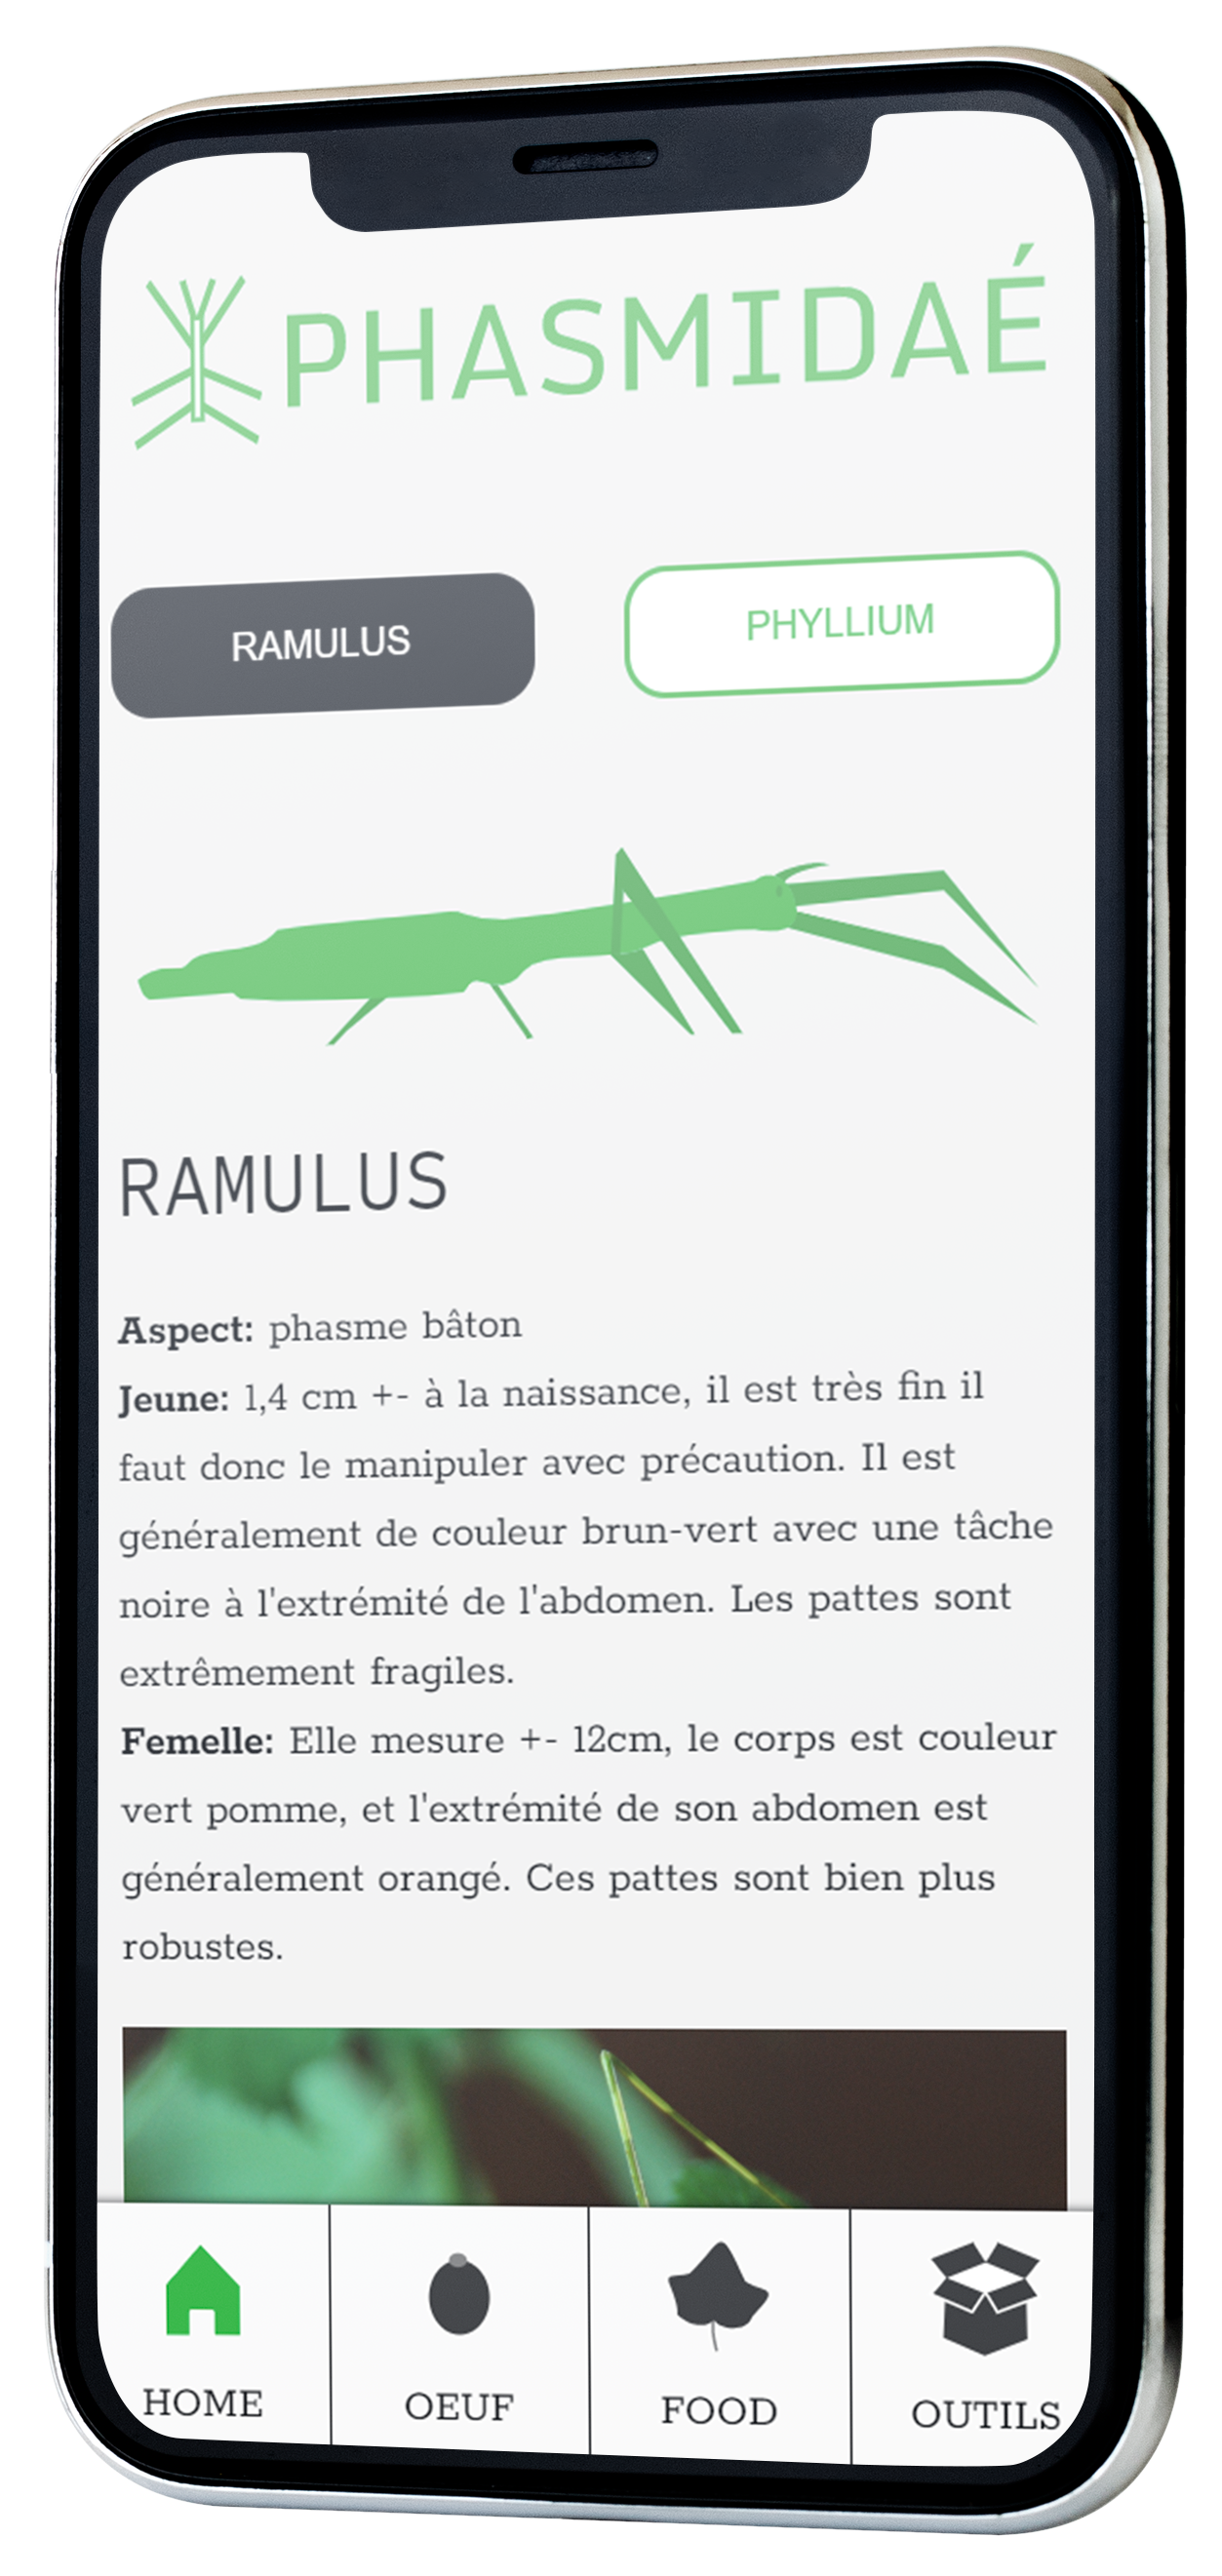 PHASMIDAÉ
RAMULUS
PHYLLIUM
RAMULUS
Aspect: phasme bâton
Jeune: 1,4 cm +- à la naissance, il est très fin il
faut donc le manipuler avec précaution. Il est
généralement de couleur brun-vert avec une tâche
noire à l'extrémité de l'abdomen. Les pattes sont
extrêmement fragiles.
Femelle: Elle mesure +- 12cm, le corps est couleur
vert pomme, et l'extrémité de son abdomen est
généralement orangé. Ces pattes sont bien plus
robustes.
HOME
OEUF
FOOD
OUTILS